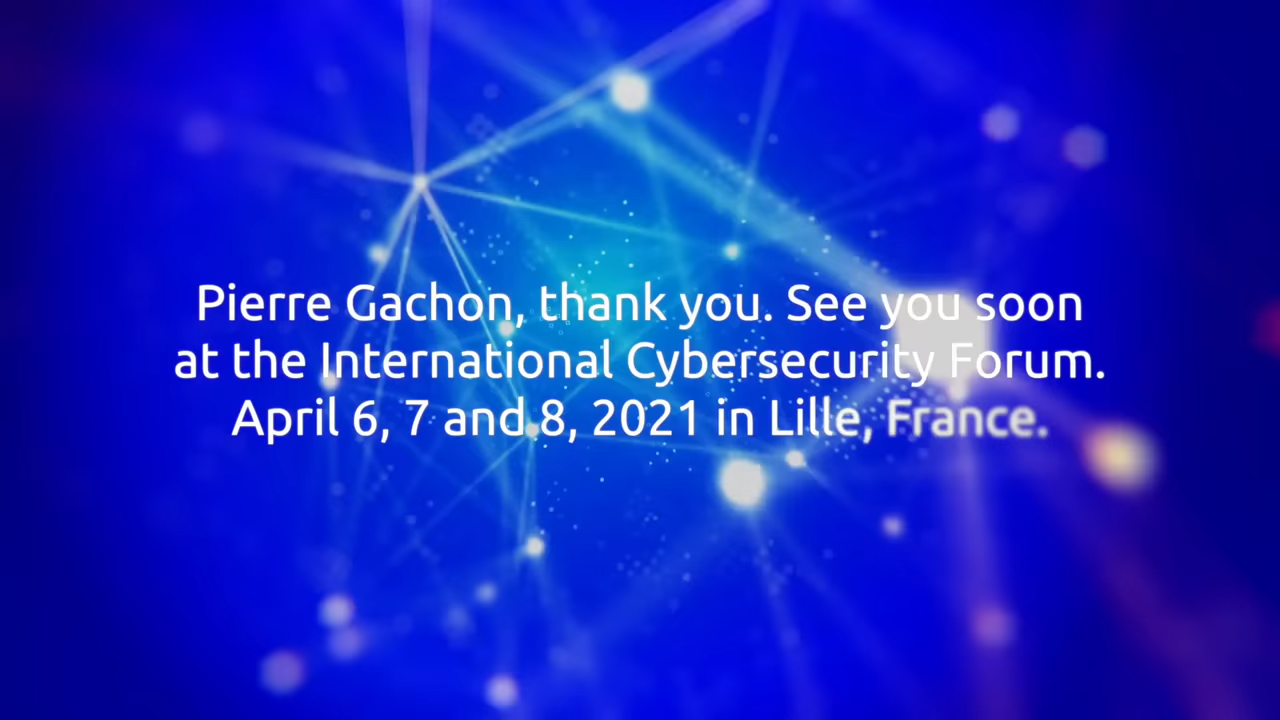 Pierre Gachon, thank you. See you soon
at the International Cybersecurity Forum.
April 6, 7 and 8, 2021 in Lille, France.